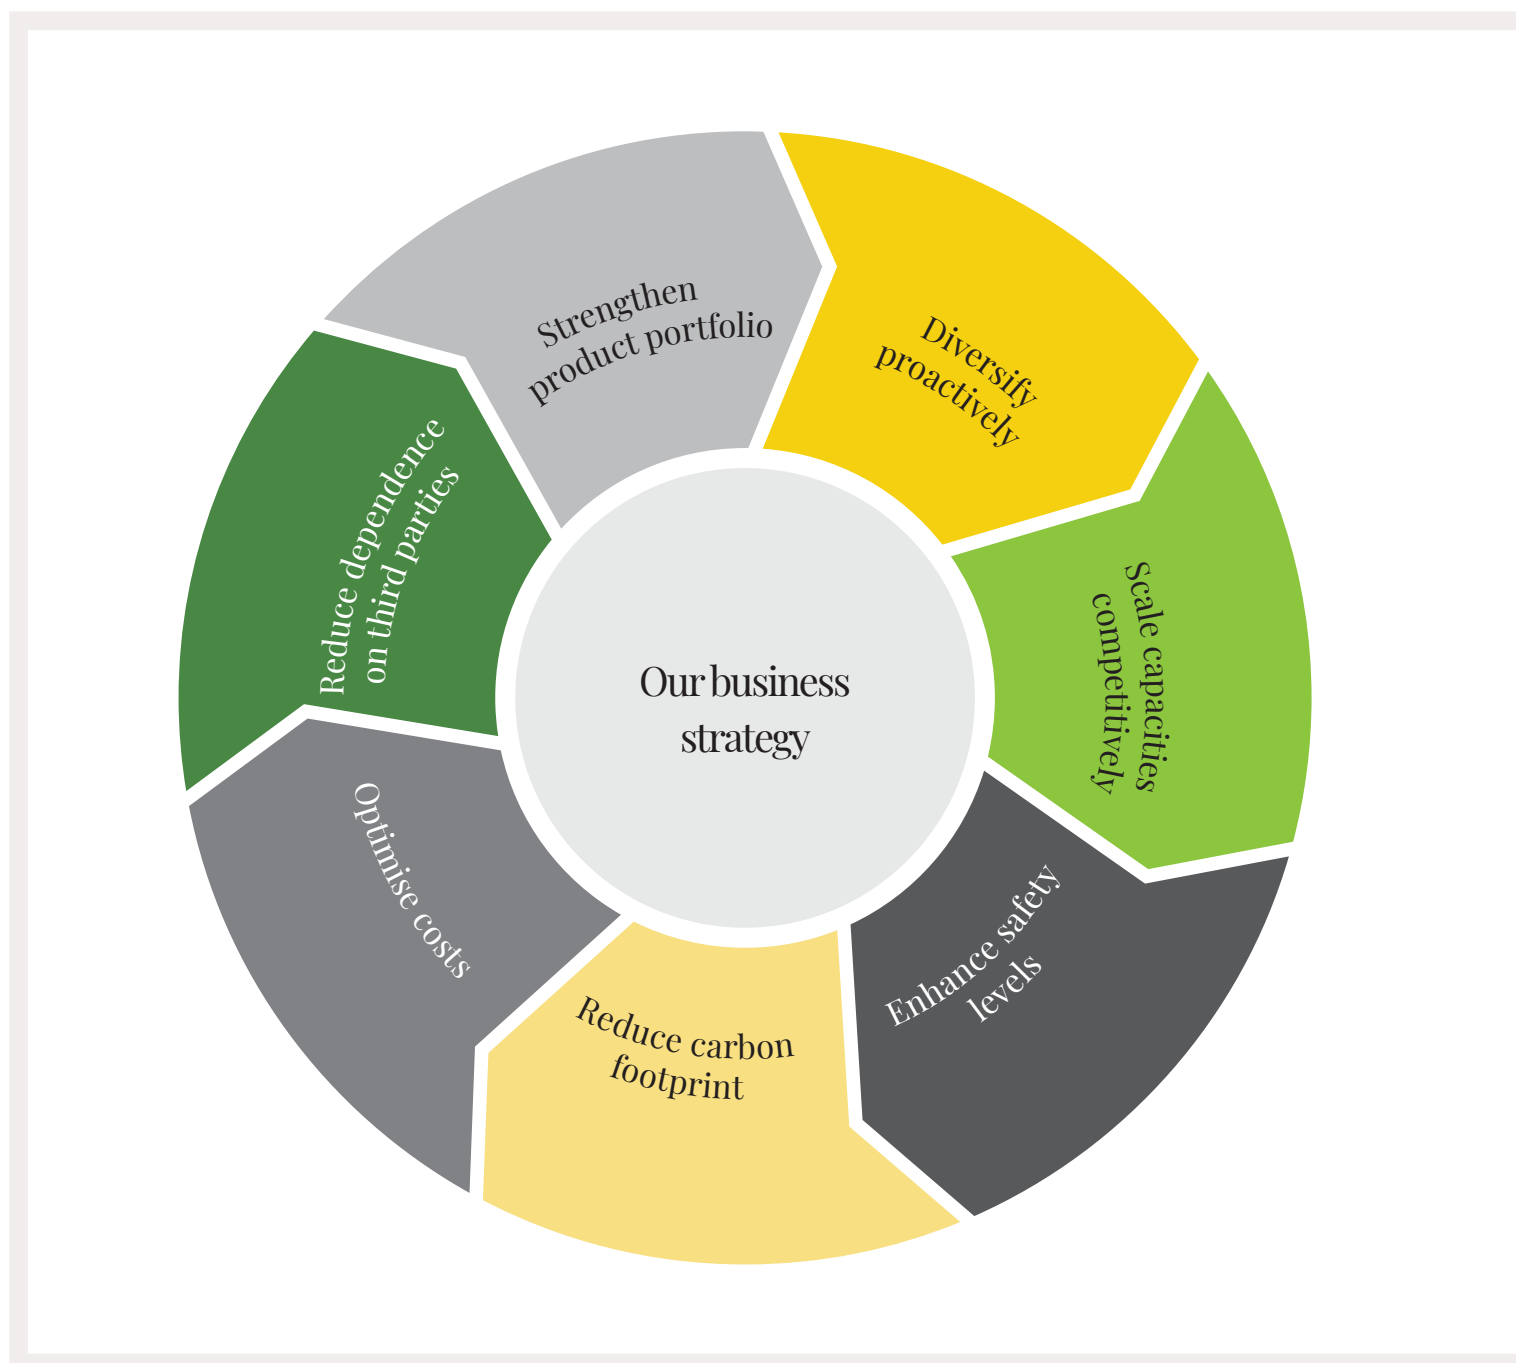 Strengthen
product portfolio
Diversify
proactively
Scale capacities
competitively
Enhance safety
levels
Reduce carbon
footprint
Optimise costs
Reduce dependence
on third parties
Our business
strategy